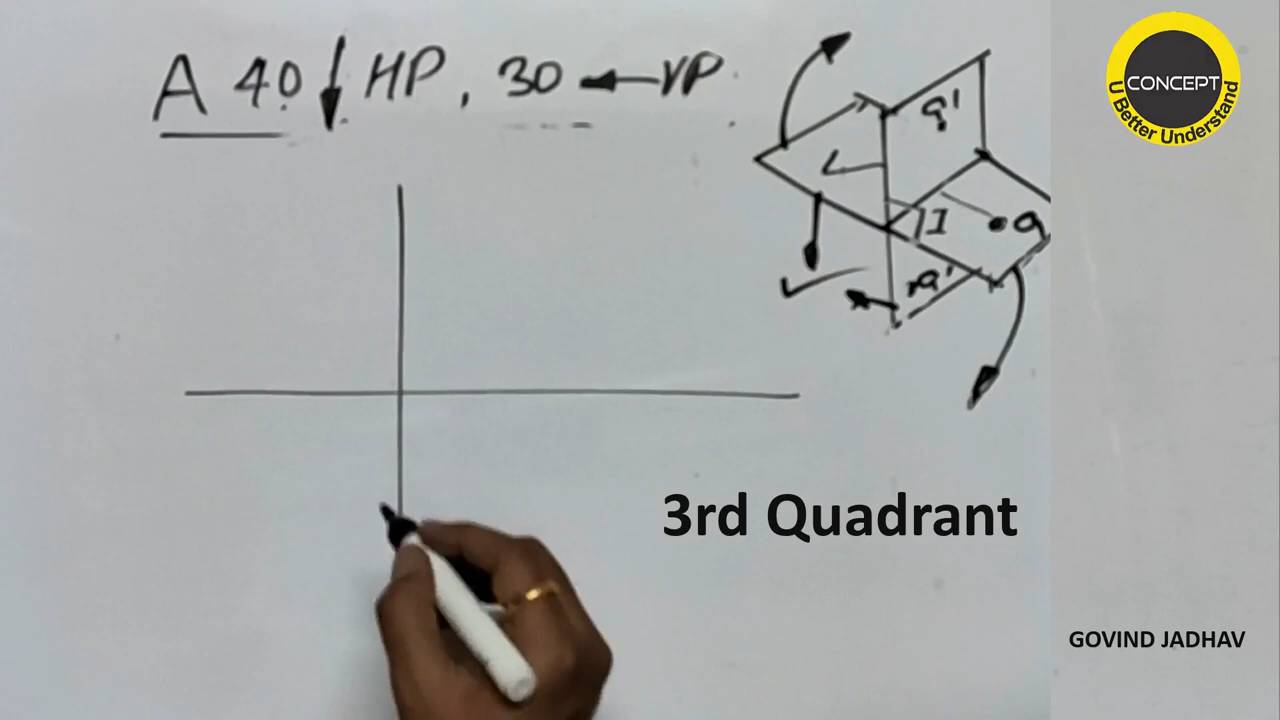 A 40 ↓ HP, 30 ← VP.
a'
I
a
a'
3rd Quadrant
CONCEPT
U Better Understand
GOVIND JADHAV